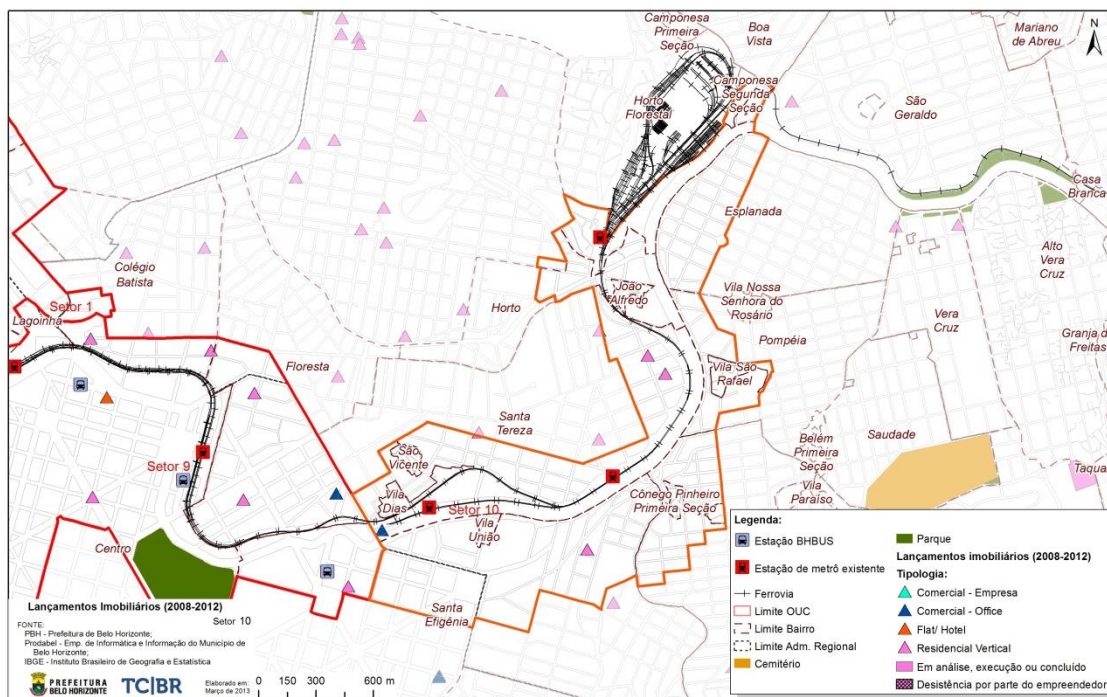 Camponesa
Primeira
Seção
Boa
Vista
Mariano
de Abreu
N
Camponesa
Segunda
Seção
Horto
Florestal
São
Geraldo
Casa
Branca
Esplanada
Alto
Vera
Cruz
Colégio
Batista
João
Alfredo
Vila Nossa
Senhora do
Rosário
Setor 1
Lagoinha
Horto
Vera
Cruz
Granja de
Freitas
Pompéia
Floresta
Vila São
Rafael
Santa
Tereza
Saudade
Belém
Primeira
Seção
São
Vicente
Setor 9
Taqua
Vila
Dias
Vila
Paraíso
Cônego Pinheiro
Primeira Seção
Setor 10
Vila
União
Centro
Santa
Efigênia
Legenda:
Estação BHBUS
Estação de metrô existente
Ferrovia
Limite OUC
Limite Bairro
Limite Adm. Regional
Cemitério
Parque
Lançamentos imobiliários (2008-2012)
Tipologia:
Comercial - Empresa
Comercial - Office
Flat/ Hotel
Residencial Vertical
Em análise, execução ou concluído
Desistência por parte do empreendedor
Lançamentos Imobiliários (2008-2012)
Setor 10
FONTE:
PBH - Prefeitura de Belo Horizonte;
Prodabel - Emp. de Informática e Informação do Município de
Belo Horizonte;
IBGE - Instituto Brasileiro de Geografia e Estatística
PREFEITURA
BELO HORIZONTE
TC|BR
Elaborado em:
Março de 2013
0 150 300 600 m